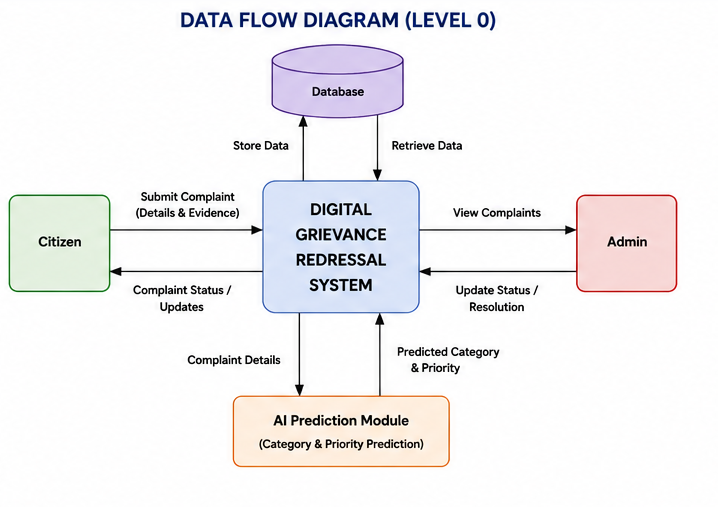 DATA FLOW DIAGRAM (LEVEL 0)
Database
Store Data
Retrieve Data
Submit Complaint
(Details & Evidence)
DIGITAL
GRIEVANCE
REDRESSAL
SYSTEM
View Complaints
Citizen
Admin
Complaint Status /
Updates
Update Status /
Resolution
Complaint Details
Predicted Category
& Priority
AI Prediction Module
(Category & Priority Prediction)